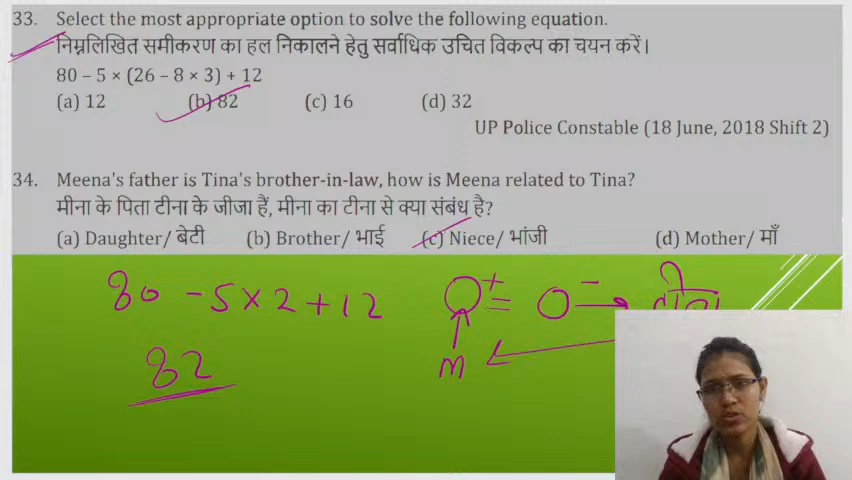 33. Select the most appropriate option to solve the following equation.
निम्नलिखित समीकरण का हल निकालने हेतु सर्वाधिक उचित विकल्प का चयन करें।
80 – 5 × (26 – 8 × 3) + 12
(a) 12 (b) 82 (c) 16 (d) 32
UP Police Constable (18 June, 2018 Shift 2)
34. Meena's father is Tina's brother-in-law, how is Meena related to Tina?
मीना के पिता टीना के जीजा हैं, मीना का टीना से क्या संबंध है?
(a) Daughter/ बेटी (b) Brother/ भाई (c) Niece/ भांजी (d) Mother/ माँ
80 – 5 × 2 + 12
82
M